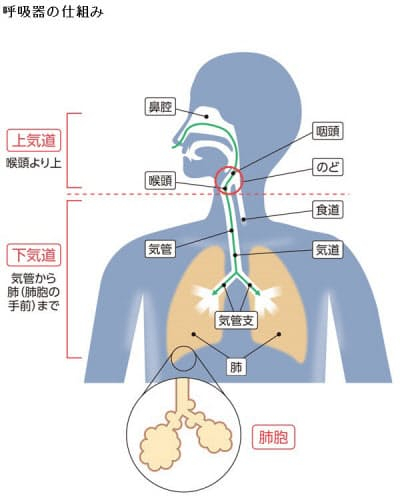 呼吸器の仕組み
鼻腔
咽頭
上気道
喉頭より上
のど
喉頭
食道
下気道
気管から
肺(肺胞の
手前)まで
気管
気道
気管支
肺
肺胞